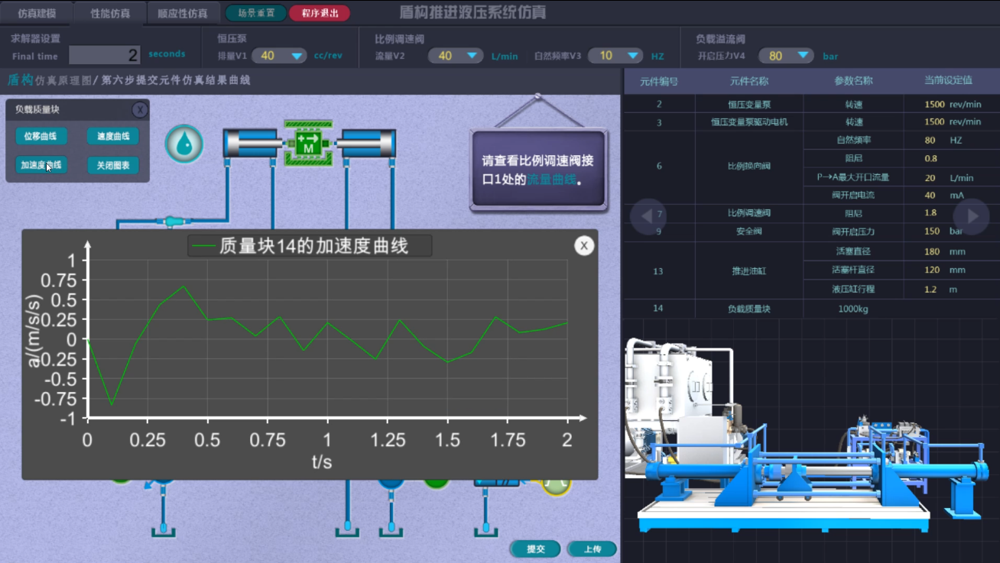 仿真建模 性能仿真 顺应性仿真 场景重置 程序退出 盾构推进液压系统仿真
求解器设置 恒压泵 比例调速阀 负载溢流阀
Final time 2 seconds 排量V1 40 cc/rev 流量V2 40 L/min 自然频率V3 10 HZ 开启压力V4 80 bar
盾构仿真原理图/第六步提交元件仿真结果曲线
负载质量块 X
位移曲线 速度曲线
加速度曲线 关闭图表
M
请查看比例调速阀接
口1处的流量曲线。
质量块14的加速度曲线 X
a/(m/s/s)
1
0.75
0.5
0.25
0
-0.25
-0.5
-0.75
-1
0 0.25 0.5 0.75 1 1.25 1.5 1.75 2
t/s
提交 上传
元件编号 元件名称 参数名称 当前设定值
2 恒压变量泵 转速 1500 rev/min
3 恒压变量泵驱动电机 转速 1500 rev/min
6 比例换向阀 自然频率 80 HZ
阻尼 0.8
P→A最大开口流量 20 L/min
阀开启电流 40 mA
7 比例调速阀 阻尼 1.8
9 安全阀 阀开启压力 150 bar
13 推进油缸 活塞直径 180 mm
活塞杆直径 120 mm
液压缸行程 1.2 m
14 负载质量块 1000kg